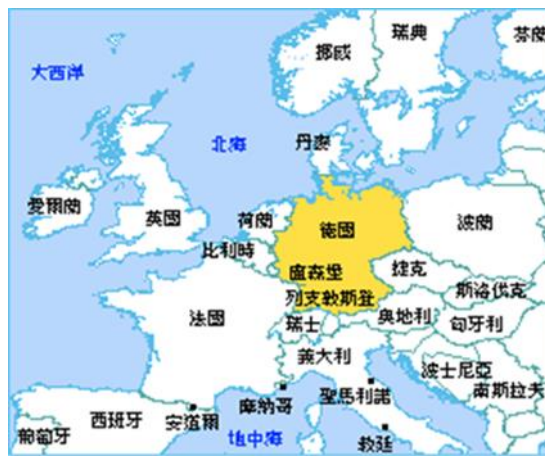 瑞典
芬蘭
挪威
大西洋
丹麥
北海
愛爾蘭
英國
荷蘭
德國
波蘭
比利時
盧森堡
捷克
斯洛伐克
列支敦斯登
法國
瑞士
奧地利
匈牙利
義大利
波士尼亞
南斯拉夫
摩納哥
聖馬利諾
西班牙
安道爾
葡萄牙
地中海
教廷